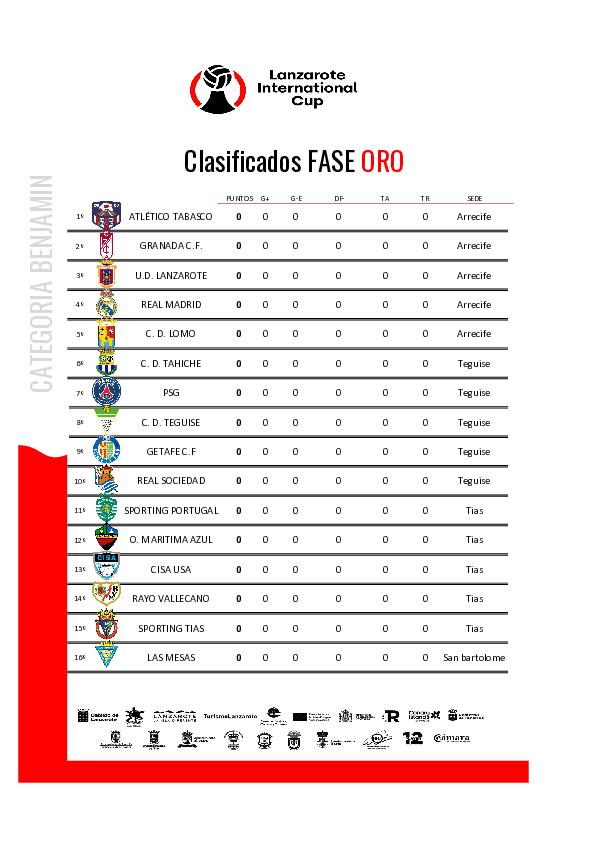 Lanzarote
International
Cup
Clasificados FASE ORO
CATEGORIA BENJAMIN
PUNTOS G+ G-E DF- TA TR SEDE
1º ATLÉTICO TABASCO 0 0 0 0 0 0 Arrecife
2º GRANADA C.F. 0 0 0 0 0 0 Arrecife
3º U.D. LANZAROTE 0 0 0 0 0 0 Arrecife
4º REAL MADRID 0 0 0 0 0 0 Arrecife
5º C. D. LOMO 0 0 0 0 0 0 Arrecife
6º C. D. TAHICHE 0 0 0 0 0 0 Teguise
7º PSG 0 0 0 0 0 0 Teguise
8º C. D. TEGUISE 0 0 0 0 0 0 Teguise
9º GETAFE C.F 0 0 0 0 0 0 Teguise
10º REAL SOCIEDAD 0 0 0 0 0 0 Teguise
11º SPORTING PORTUGAL 0 0 0 0 0 0 Tias
12º O. MARITIMA AZUL 0 0 0 0 0 0 Tias
13º CISA USA 0 0 0 0 0 0 Tias
14º RAYO VALLECANO 0 0 0 0 0 0 Tias
15º SPORTING TIAS 0 0 0 0 0 0 Tias
16º LAS MESAS 0 0 0 0 0 0 San bartolome
Cabildo de
Lanzarote
LANZAROTE
TurismoLanzarote
R
Canary
Islands
12
Cámara